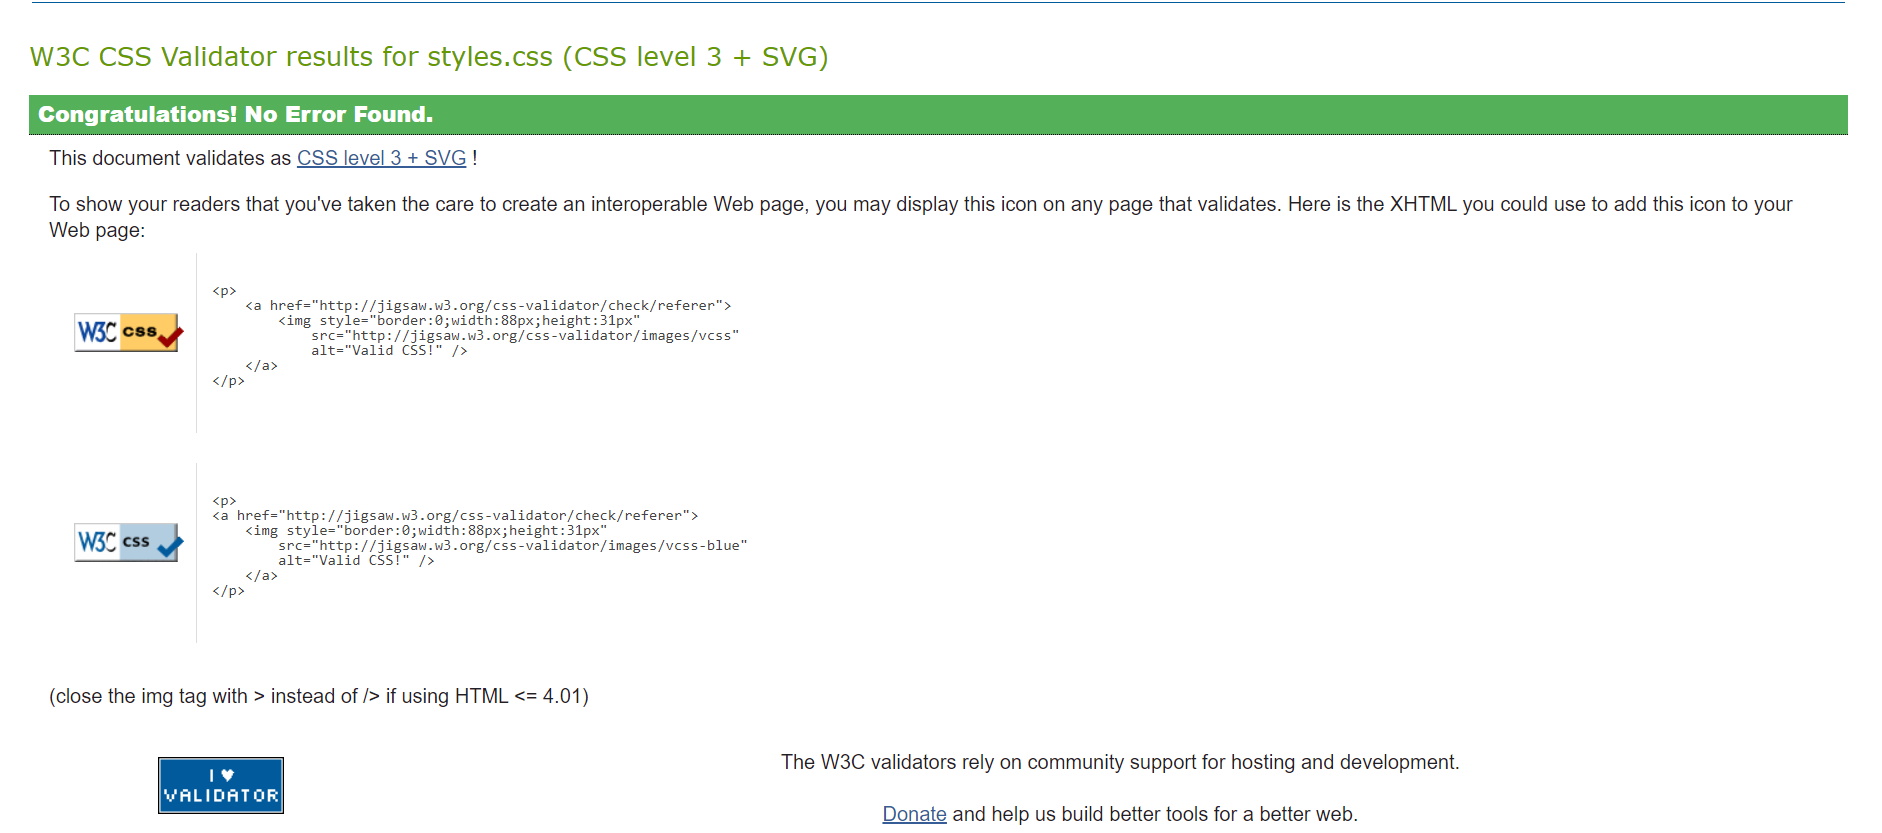 W3C CSS Validator results for styles.css (CSS level 3 + SVG)
Congratulations! No Error Found.
This document validates as CSS level 3 + SVG !
To show your readers that you've taken the care to create an interoperable Web page, you may display this icon on any page that validates. Here is the XHTML you could use to add this icon to your
Web page:
W3C css
<p>
    <a href="http://jigsaw.w3.org/css-validator/check/referer">
        <img style="border:0;width:88px;height:31px"
            src="http://jigsaw.w3.org/css-validator/images/vcss"
            alt="Valid CSS!" />
    </a>
</p>
W3C css
<p>
<a href="http://jigsaw.w3.org/css-validator/check/referer">
    <img style="border:0;width:88px;height:31px"
        src="http://jigsaw.w3.org/css-validator/images/vcss-blue"
        alt="Valid CSS!" />
    </a>
</p>
(close the img tag with > instead of /> if using HTML <= 4.01)
I ♥
VALIDATOR
The W3C validators rely on community support for hosting and development.
Donate and help us build better tools for a better web.